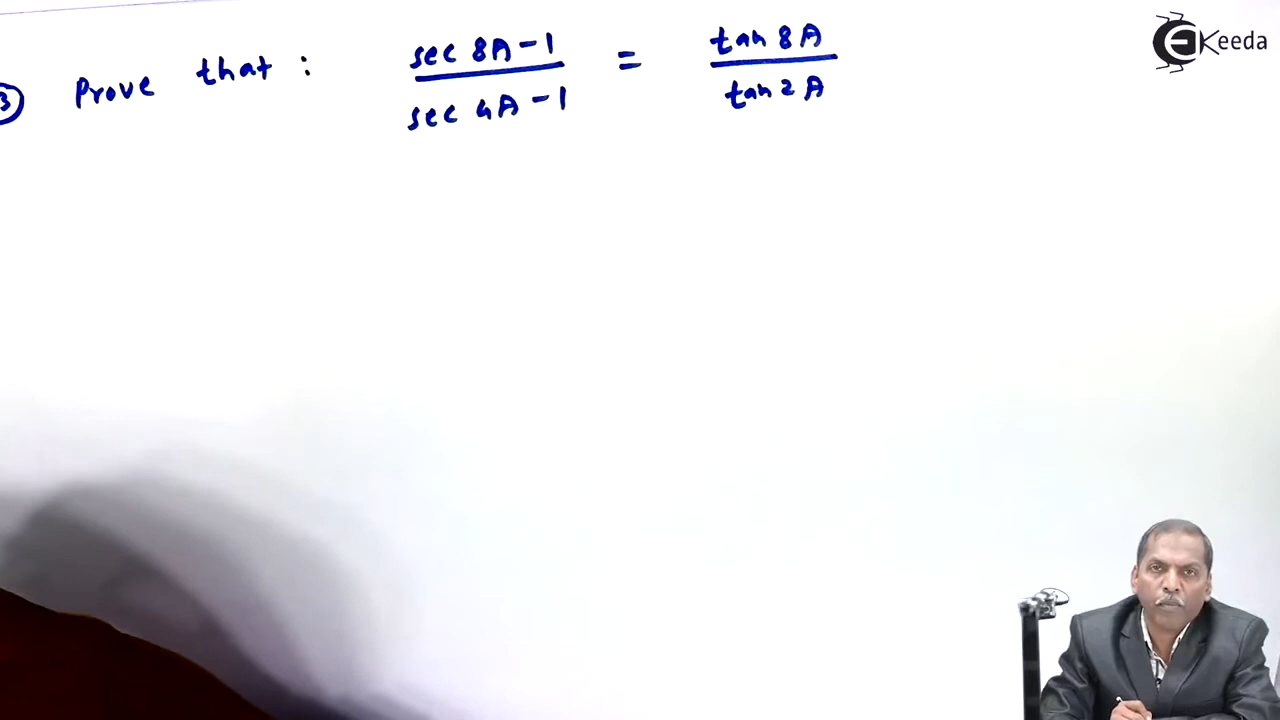 3 Prove that : sec 8A - 1 / sec 4A - 1 = tan 8A / tan 2A
EKeeda